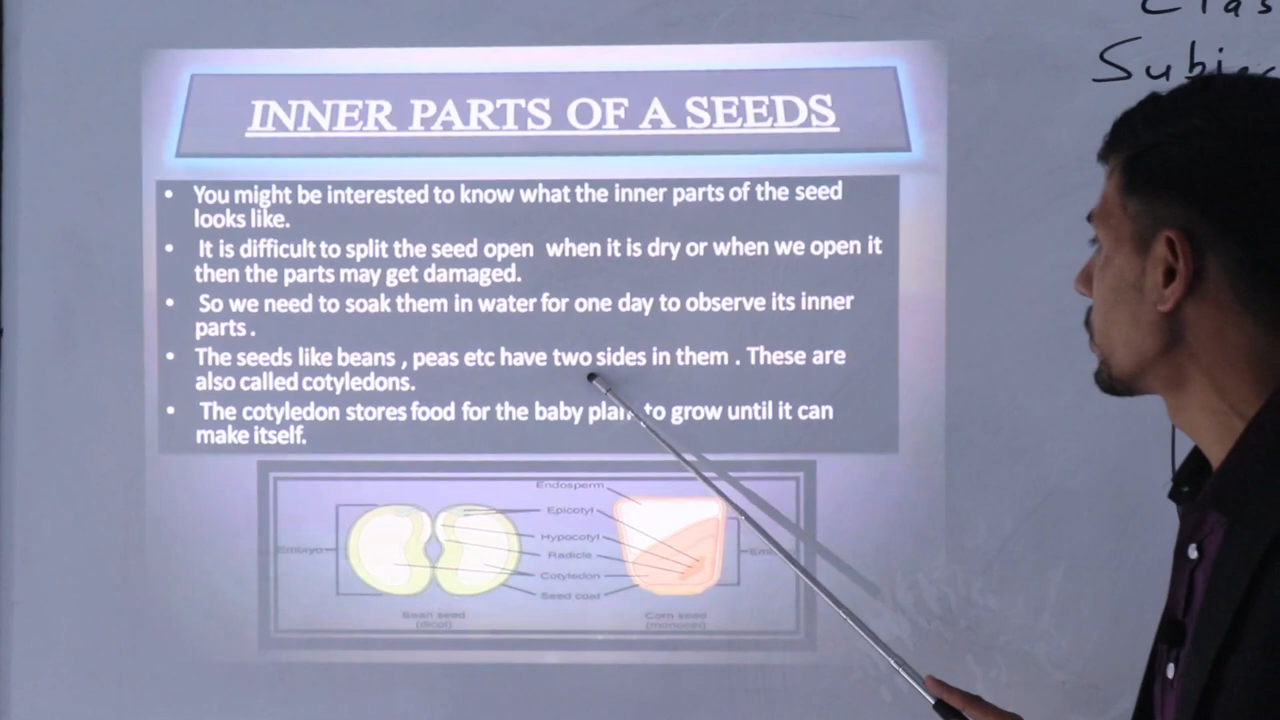 INNER PARTS OF A SEEDS
• You might be interested to know what the inner parts of the seed
looks like.
• It is difficult to split the seed open when it is dry or when we open it
then the parts may get damaged.
• So we need to soak them in water for one day to observe its inner
parts .
• The seeds like beans , peas etc have two sides in them . These are
also called cotyledons.
• The cotyledon stores food for the baby to grow until it can
make itself.
Endosperm
Epicotyl
Hypocotyl
Embryo
Radicle
Cotyledon
Seed coat
Bean seed
(dicot)
Corn seed
(monocot)